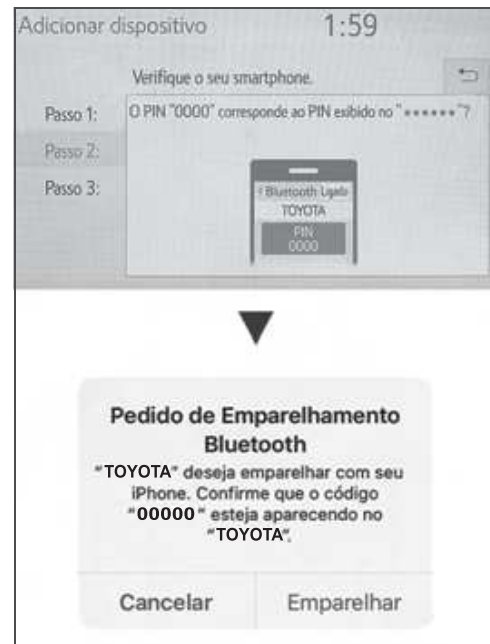 Adicionar dispositivo 1:59
Verifique o seu smartphone.
Passo 1:
O PIN "0000" corresponde ao PIN exibido no "••••••"?
Passo 2:
Passo 3:
Bluetooth Ligado
TOYOTA
PIN
0000
Pedido de Emparelhamento
Bluetooth
"TOYOTA" deseja emparelhar com seu
iPhone. Confirme que o código
"00000" esteja aparecendo no
"TOYOTA".
Cancelar Emparelhar